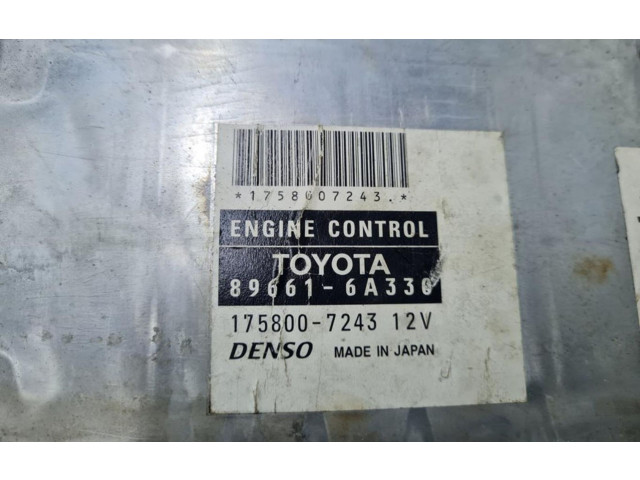 *1758007243.*
ENGINE CONTROL
TOYOTA
89661-6A330
175800-7243 12V
DENSO MADE IN JAPAN